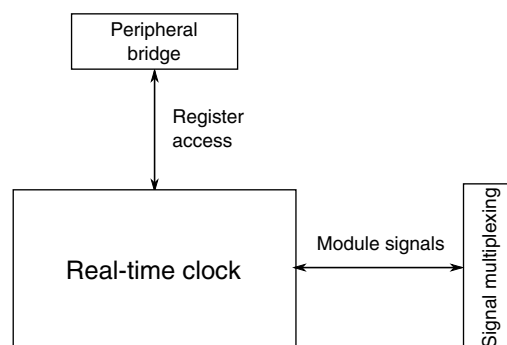 Peripheral
bridge
Register
access
Real-time clock
Module signals
Signal multiplexing